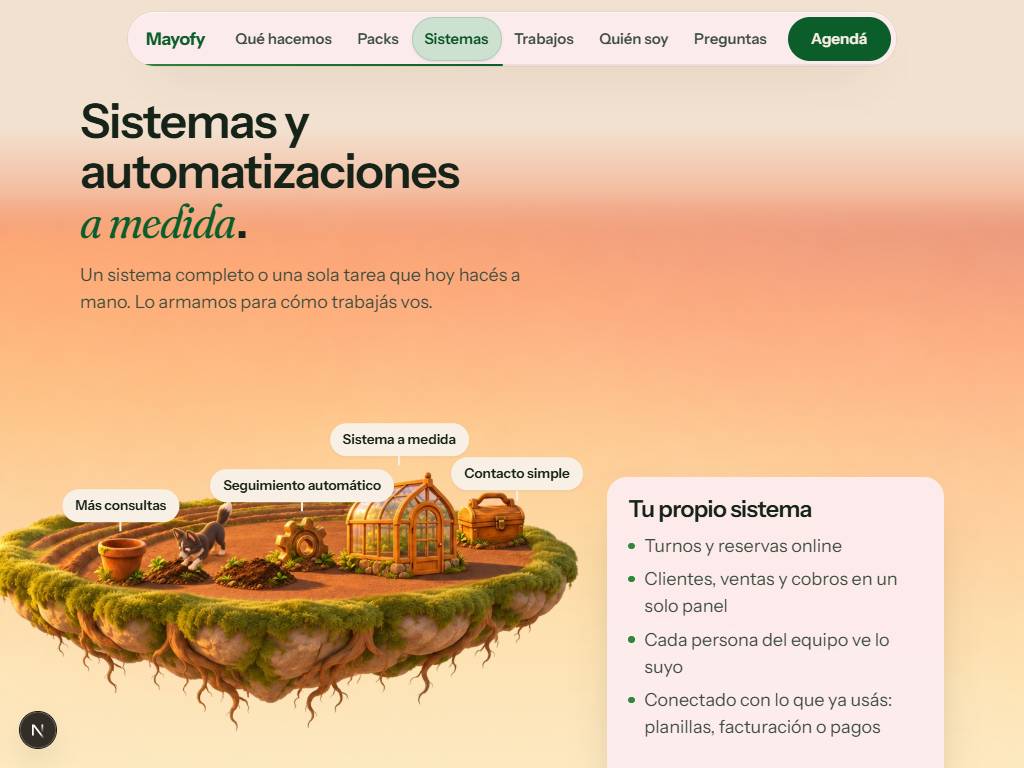 Mayofy
Qué hacemos
Packs
Sistemas
Trabajos
Quién soy
Preguntas
Agendá
Sistemas y
automatizaciones
a medida.
Un sistema completo o una sola tarea que hoy hacés a
mano. Lo armamos para cómo trabajás vos.
Sistema a medida
Contacto simple
Seguimiento automático
Más consultas
Tu propio sistema
Turnos y reservas online
Clientes, ventas y cobros en un
solo panel
Cada persona del equipo ve lo
suyo
Conectado con lo que ya usás:
planillas, facturación o pagos
N